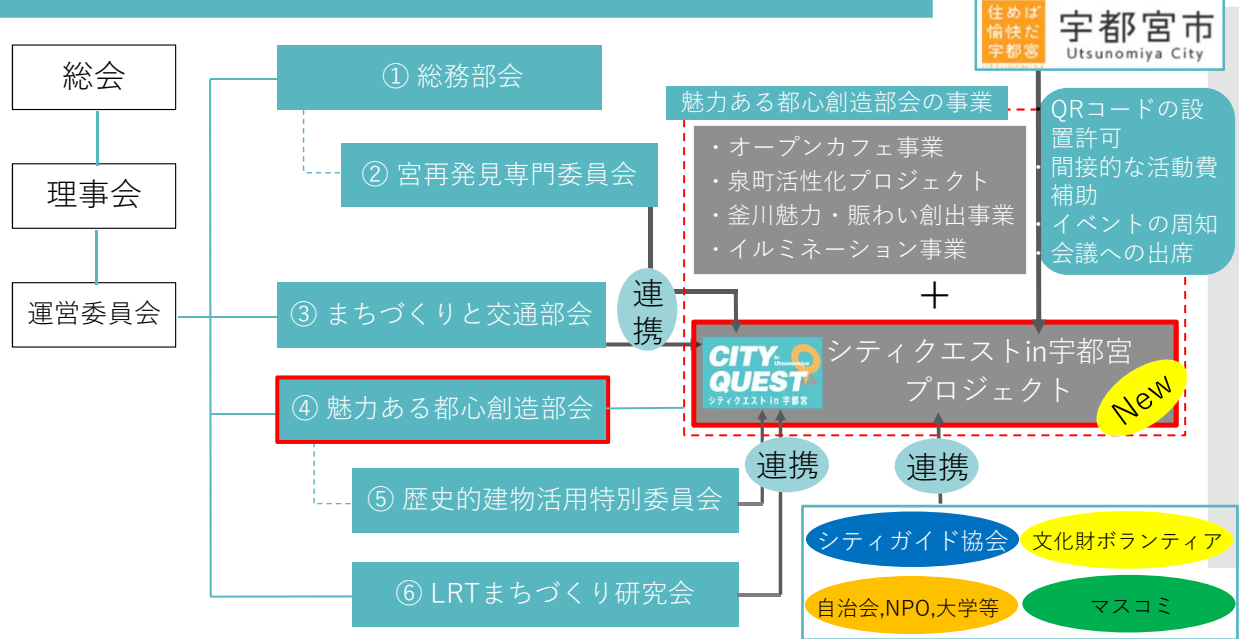 住めば
愉快だ
宇都宮
宇都宮市
Utsunomiya City
総会
理事会
運営委員会
① 総務部会
② 宮再発見専門委員会
③ まちづくりと交通部会
④ 魅力ある都心創造部会
⑤ 歴史的建物活用特別委員会
⑥ LRTまちづくり研究会
魅力ある都心創造部会の事業
・オープンカフェ事業
・泉町活性化プロジェクト
・釜川魅力・賑わい創出事業
・イルミネーション事業
QRコードの設
置許可
間接的な活動費
補助
イベントの周知
会議への出席
＋
連
携
CITY
in Utsunomiya
QUEST
シティクエスト in 宇都宮
シティクエストin宇都宮
プロジェクト
New
連携
連携
シティガイド協会
文化財ボランティア
自治会,NPO,大学等
マスコミ